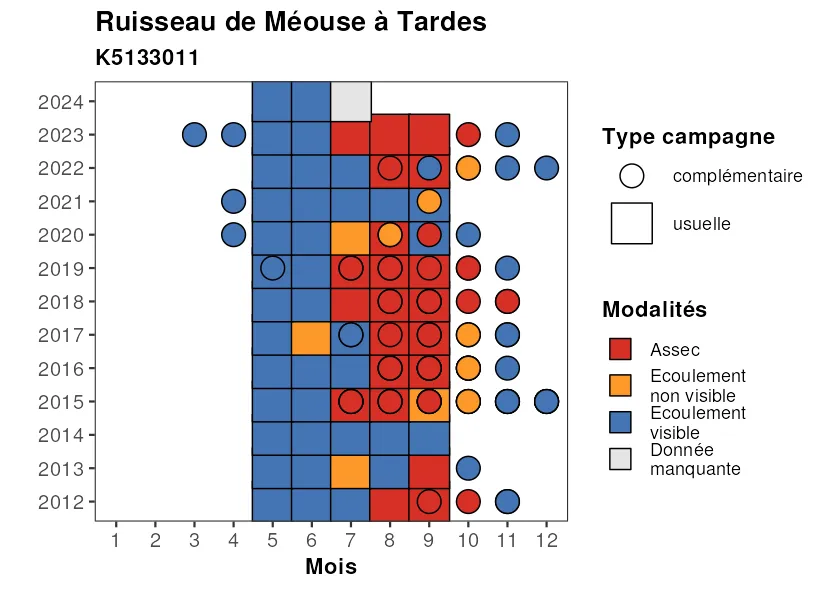 Ruisseau de Méouse à Tardes
K5133011
2024
2023
2022
2021
2020
2019
2018
2017
2016
2015
2014
2013
2012
1 2 3 4 5 6 7 8 9 10 11 12
Mois
Type campagne
complémentaire
usuelle
Modalités
Assec
Ecoulement
non visible
Ecoulement
visible
Donnée
manquante